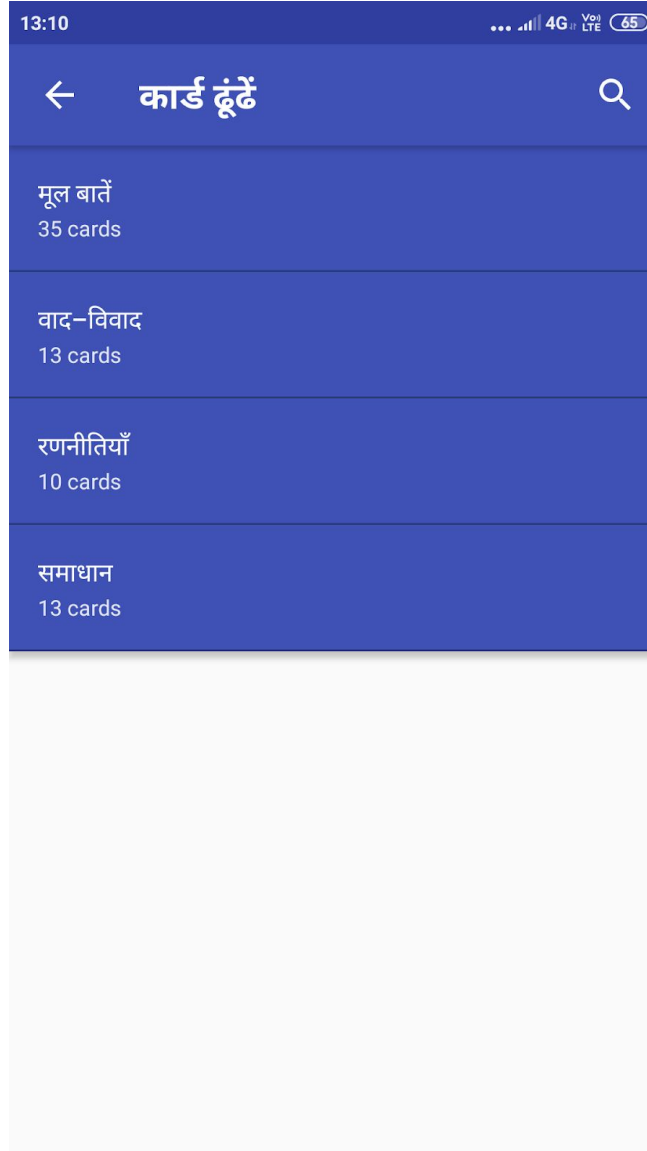 13:10 4G Vo)) LTE 65
कार्ड ढूंढें
मूल बातें
35 cards
वाद–विवाद
13 cards
रणनीतियाँ
10 cards
समाधान
13 cards